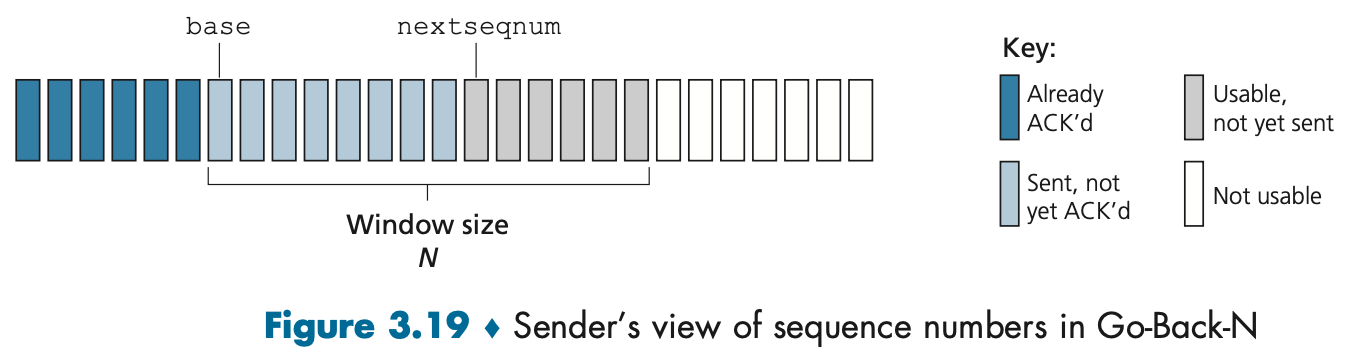 base
nextseqnum
Window size
N
Key:
Already
ACK’d
Usable,
not yet sent
Sent, not
yet ACK’d
Not usable
Figure 3.19 ♦ Sender’s view of sequence numbers in Go-Back-N